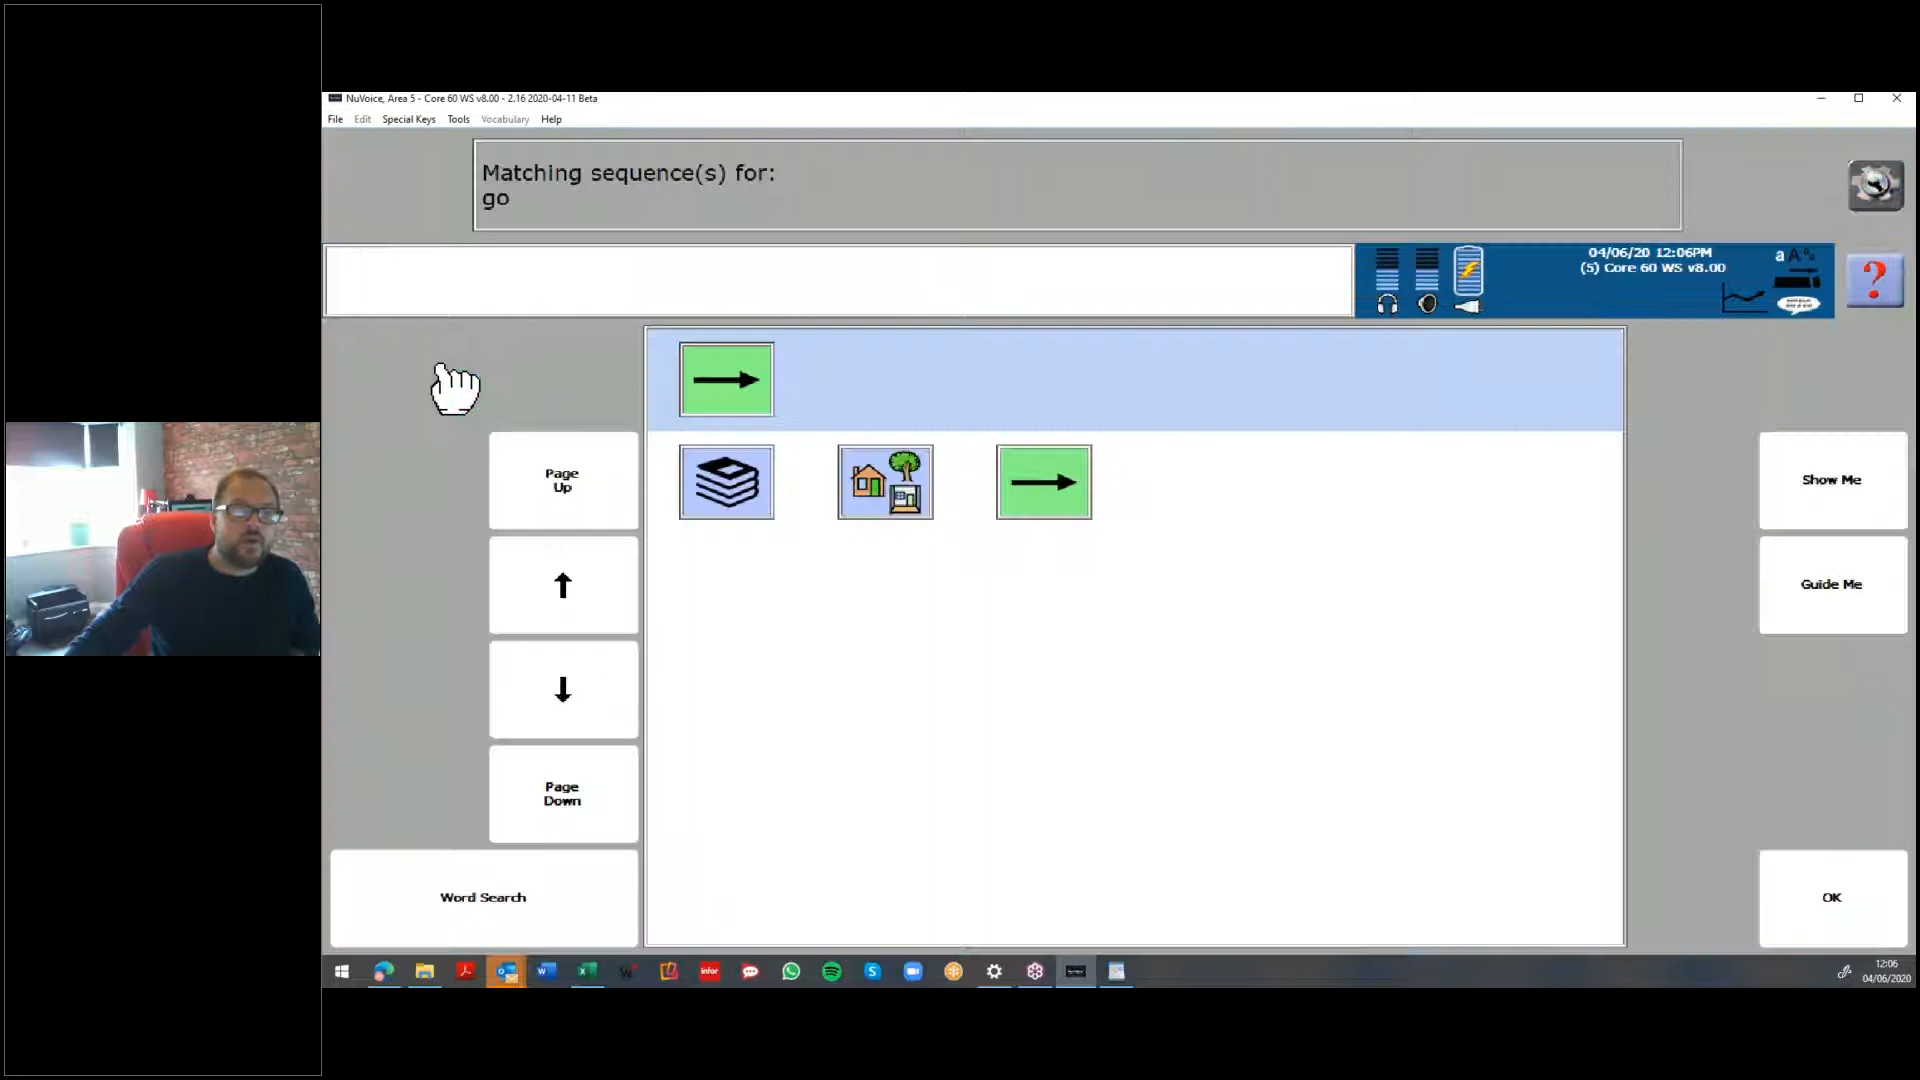 NuVoice, Area 5 - Core 60 WS v8.00 - 2.16 2020-04-11 Beta
File Edit Special Keys Tools Vocabulary Help
Matching sequence(s) for:
go
04/06/20 12:06PM
(5) Core 60 WS v8.00
a A %
?
Page
Up
Show Me
Guide Me
Page
Down
Word Search
OK
infor
12:06
04/06/2020